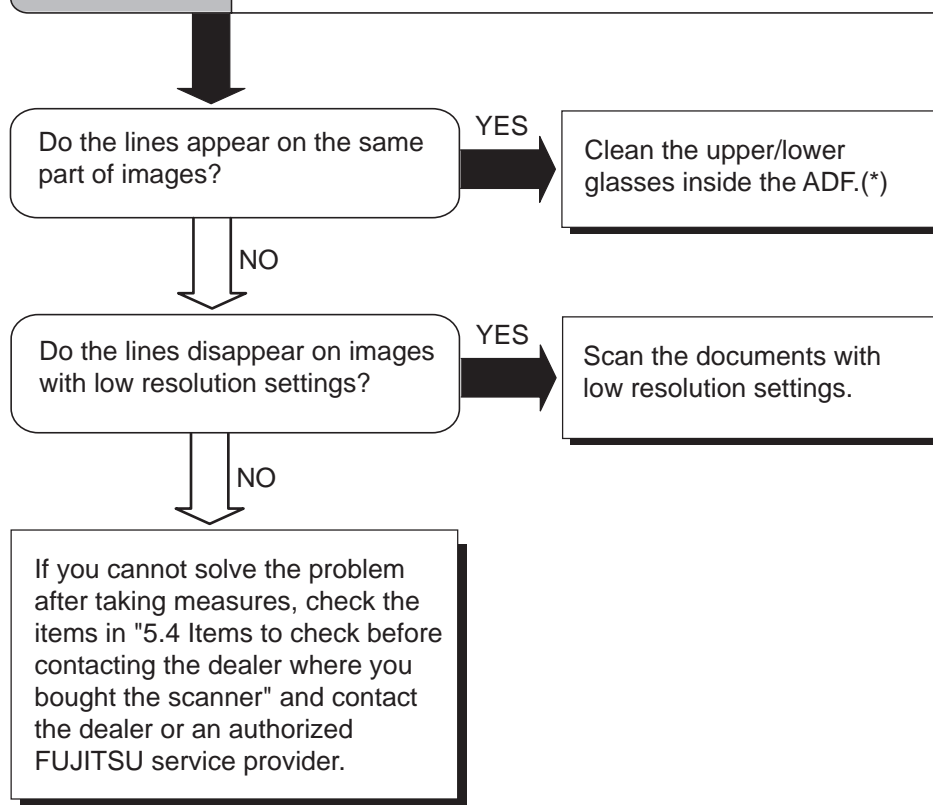 Do the lines appear on the same
part of images?
YES
Clean the upper/lower
glasses inside the ADF.(*)
NO
Do the lines disappear on images
with low resolution settings?
YES
Scan the documents with
low resolution settings.
NO
If you cannot solve the problem
after taking measures, check the
items in "5.4 Items to check before
contacting the dealer where you
bought the scanner" and contact
the dealer or an authorized
FUJITSU service provider.